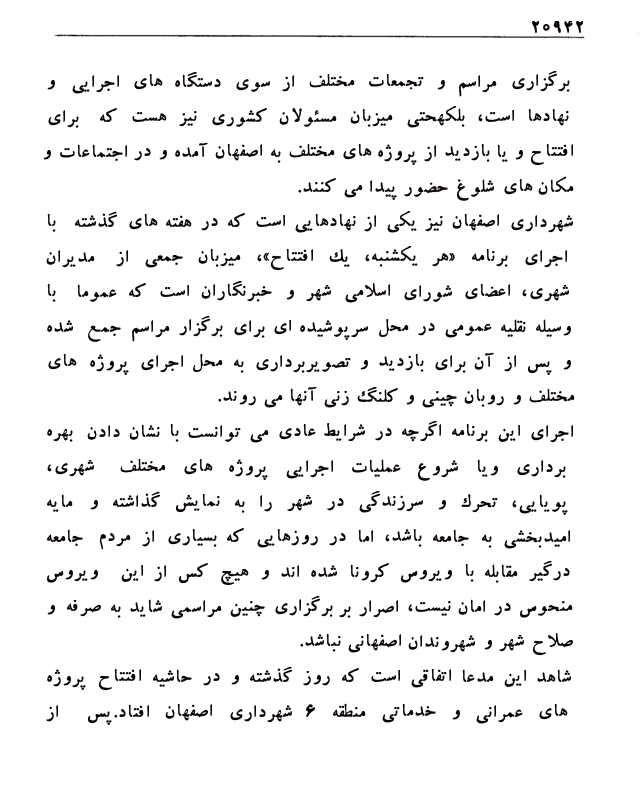 ۲۰۹۴۲
برگزاری مراسم و تجمعات مختلف از سوی دستگاه های اجرایی و
نهادها است، بلکهحتی میزبان مسئولان کشوری نیز هست که برای
افتتاح و یا بازدید از پروژه های مختلف به اصفهان آمده و در اجتماعات و
مکان های شلوغ حضور پیدا می کنند.
شهرداری اصفهان نیز یکی از نهادهایی است که در هفته های گذشته با
اجرای برنامه «هر یکشنبه، یك افتتاح»، میزبان جمعی از مدیران
شهری، اعضای شورای اسلامی شهر و خبرنگاران است که عموما با
وسیله نقلیه عمومی در محل سرپوشیده ای برای برگزار مراسم جمع شده
و پس از آن برای بازدید و تصویربرداری به محل اجرای پروژه های
مختلف و روبان چینی و کلنگ زنی آنها می روند.
اجرای این برنامه اگرچه در شرایط عادی می توانست با نشان دادن بهره
برداری ویا شروع عملیات اجرایی پروژه های مختلف شهری،
پویایی، تحرك و سرزندگی در شهر را به نمایش گذاشته و مایه
امیدبخشی به جامعه باشد، اما در روزهایی که بسیاری از مردم جامعه
درگیر مقابله با ویروس کرونا شده اند و هیچ کس از این ویروس
منحوس در امان نیست، اصرار بر برگزاری چنین مراسمی شاید به صرفه و
صلاح شهر و شهروندان اصفهانی نباشد.
شاهد این مدعا اتفاقی است که روز گذشته و در حاشیه افتتاح پروژه
های عمرانی و خدماتی منطقه ۶ شهرداری اصفهان افتاد.پس از